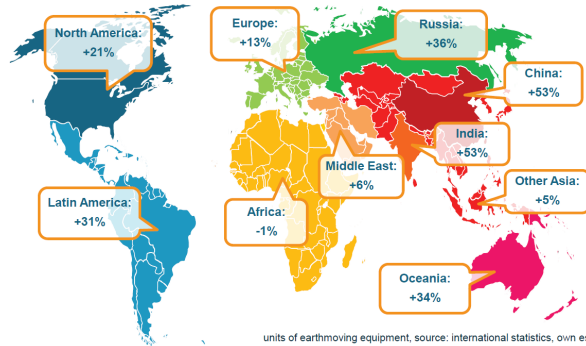 North America:
+21%
Europe:
+13%
Russia:
+36%
China:
+53%
India:
+53%
Middle East:
+6%
Other Asia:
+5%
Latin America:
+31%
Africa:
-1%
Oceania:
+34%
units of earthmoving equipment, source: international statistics, own